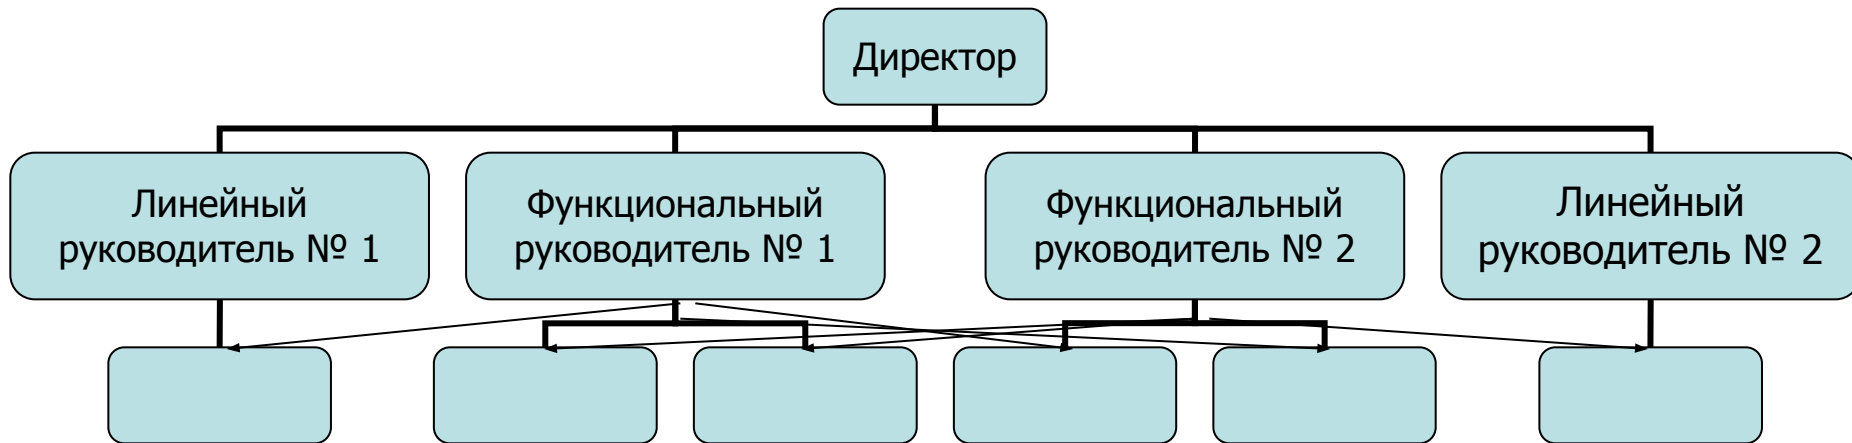 Директор
Линейный
руководитель № 1
Функциональный
руководитель № 1
Функциональный
руководитель № 2
Линейный
руководитель № 2